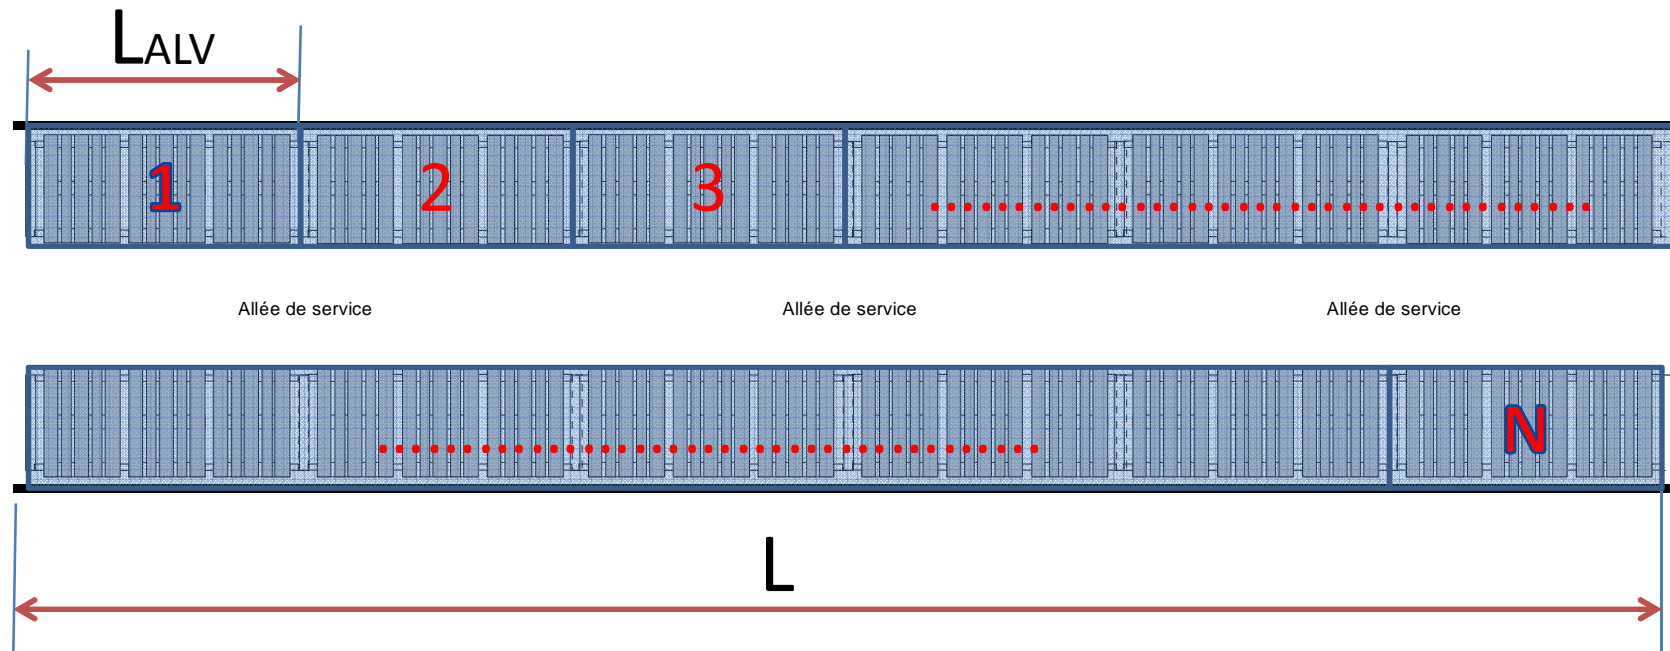 LALV
1 2 3
Allée de service Allée de service Allée de service
N
L